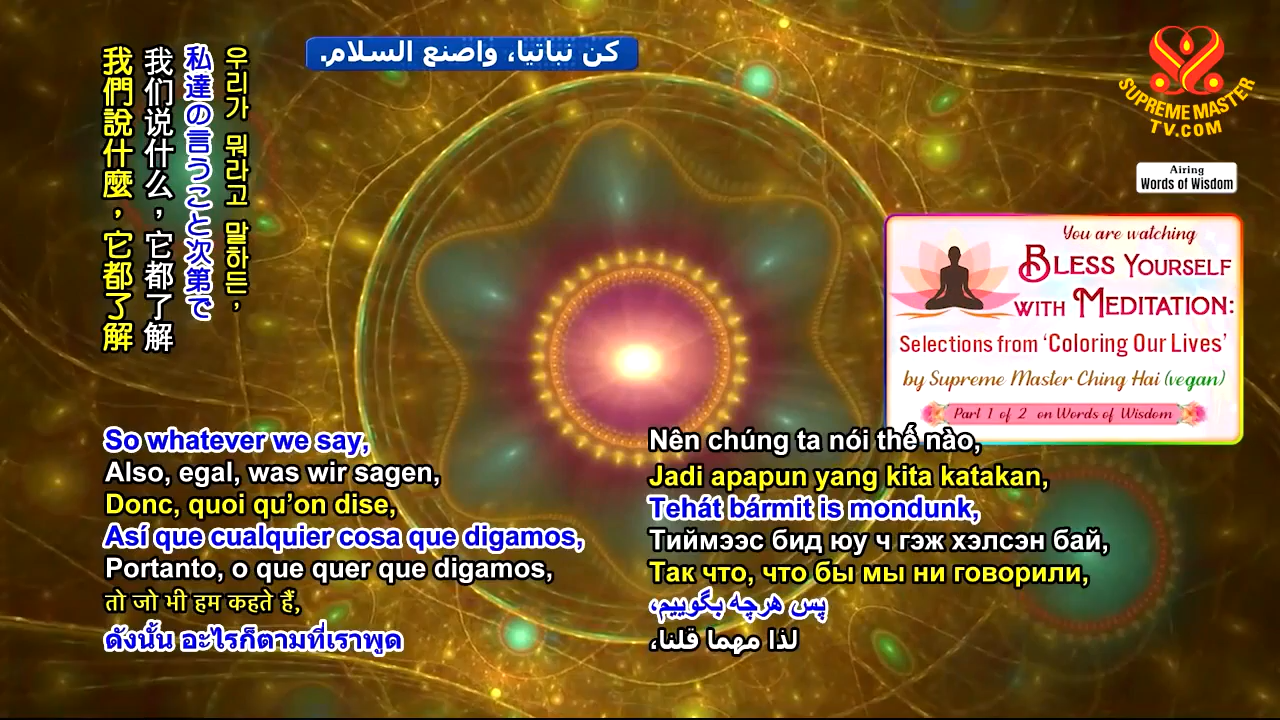 우리가 뭐라고 말하든,
私達の言うこと次第で
我们说什么，它都了解
我們說什麼，它都了解
كن نباتيا، واصنع السلام.
SUPREME MASTER
TV.COM
Airing
Words of Wisdom
You are watching
BLESS YOURSELF
WITH MEDITATION:
Selections from ‘Coloring Our Lives’
by Supreme Master Ching Hai (vegan)
Part 1 of 2 on Words of Wisdom
So whatever we say,
Also, egal, was wir sagen,
Donc, quoi qu’on dise,
Así que cualquier cosa que digamos,
Portanto, o que quer que digamos,
तो जो भी हम कहते हैं,
ดังนั้น อะไรก็ตามที่เราพูด
Nên chúng ta nói thế nào,
Jadi apapun yang kita katakan,
Tehát bármit is mondunk,
Тиймээс бид юу ч гэж хэлсэн бай,
Так что, что бы мы ни говорили,
پس هرچه بگوییم،
لذا مهما قلنا،